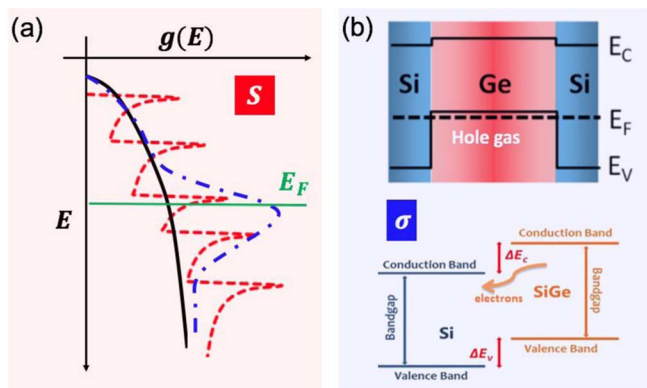 (a)
g(E)
S
E_F
E
(b)
Si
Ge
Si
E_C
E_F
E_V
Hole gas
σ
Conduction Band
ΔE_c
Conduction Band
electrons
SiGe
Bandgap
Bandgap
Si
Valence Band
ΔE_v
Valence Band